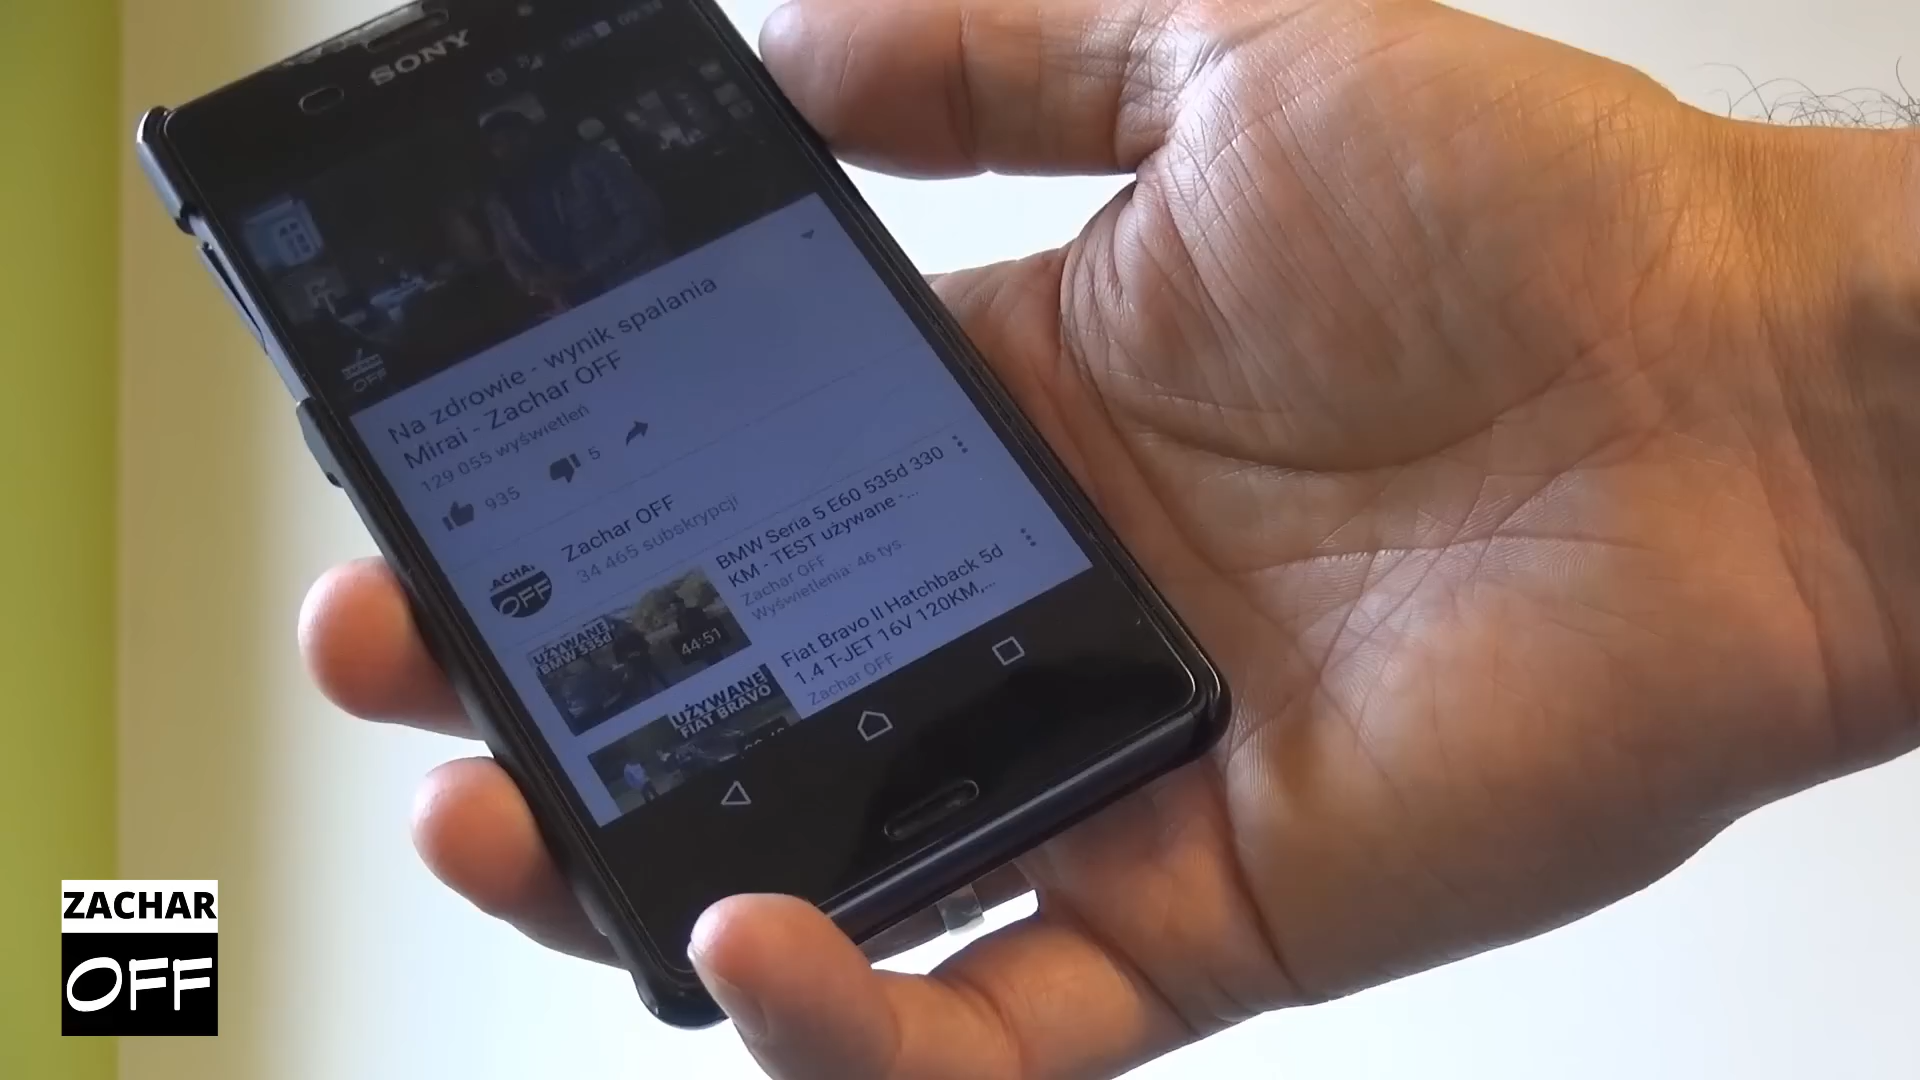 SONY
Na zdrowie - wynik spalania
Mirai - Zachar OFF
129 055 wyświetleń
935
5
Zachar OFF
34 465 subskrypcji
UŻYWANE
BMW 535d
44:51
BMW Seria 5 E60 535d 330
KM - TEST używane -...
Zachar OFF
Wyświetlenia: 46 tys
UŻYWANE
FIAT BRAVO
Fiat Bravo II Hatchback 5d
1.4 T-JET 16V 120KM,...
Zachar OFF
ZACHAR
OFF